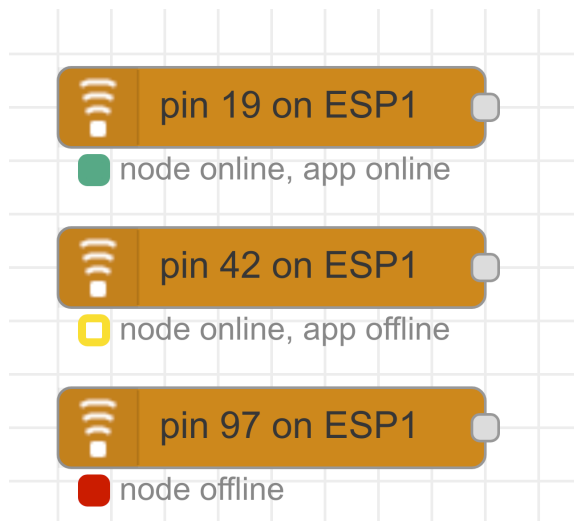 pin 19 on ESP1
node online, app online
pin 42 on ESP1
node online, app offline
pin 97 on ESP1
node offline